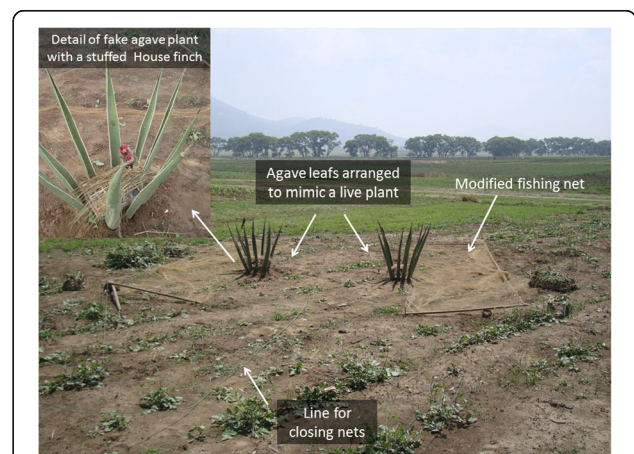 Detail of fake agave plant
with a stuffed House finch
Agave leafs arranged
to mimic a live plant
Modified fishing net
Line for
closing nets